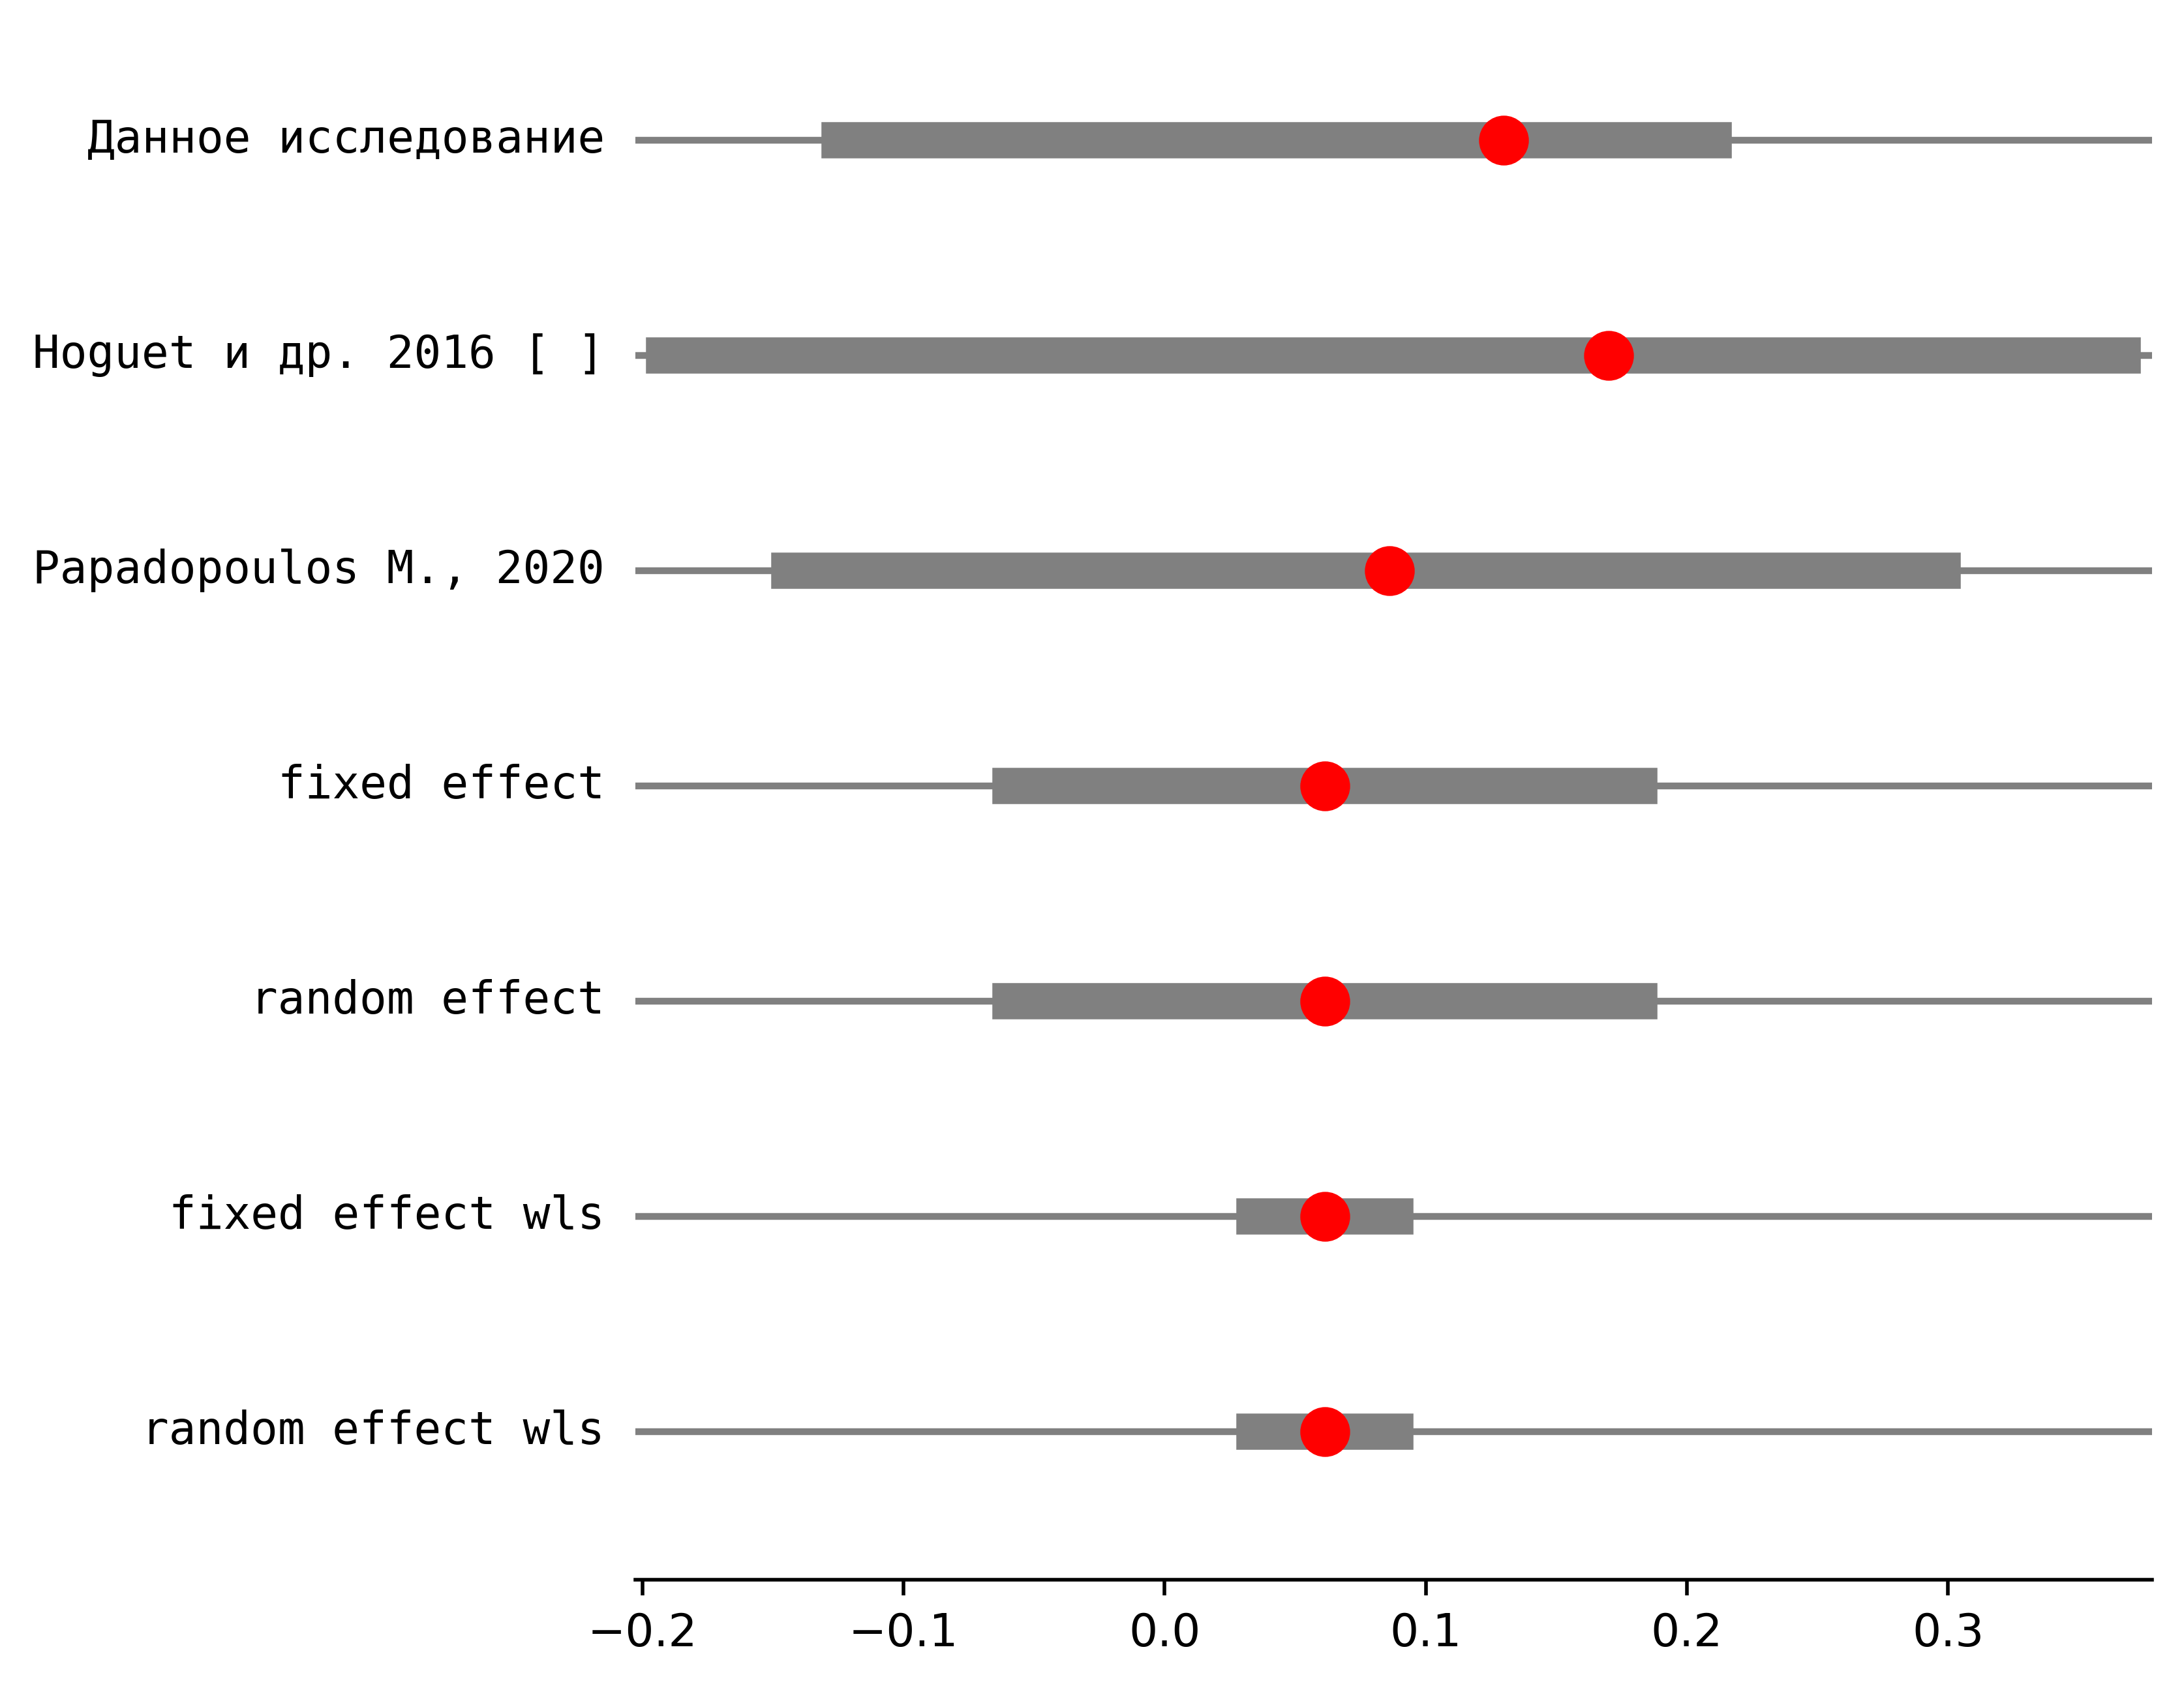 Данное исследование
Hoguet и др. 2016 [ ]
Papadopoulos M., 2020
fixed effect
random effect
fixed effect wls
random effect wls
−0.2 −0.1 0.0 0.1 0.2 0.3